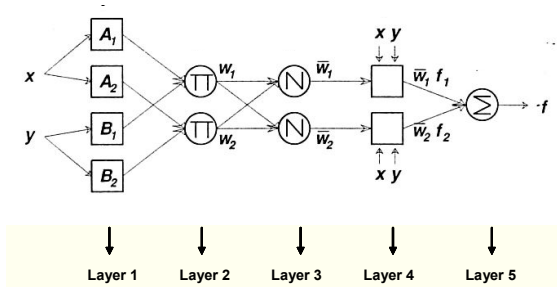 x y
A₁
w₁ w̅₁ w̅₁ f₁
x A₂ Π N
Σ f
y B₁ Π N
w₂ w̅₂ w̅₂ f₂
B₂
x y
Layer 1 Layer 2 Layer 3 Layer 4 Layer 5